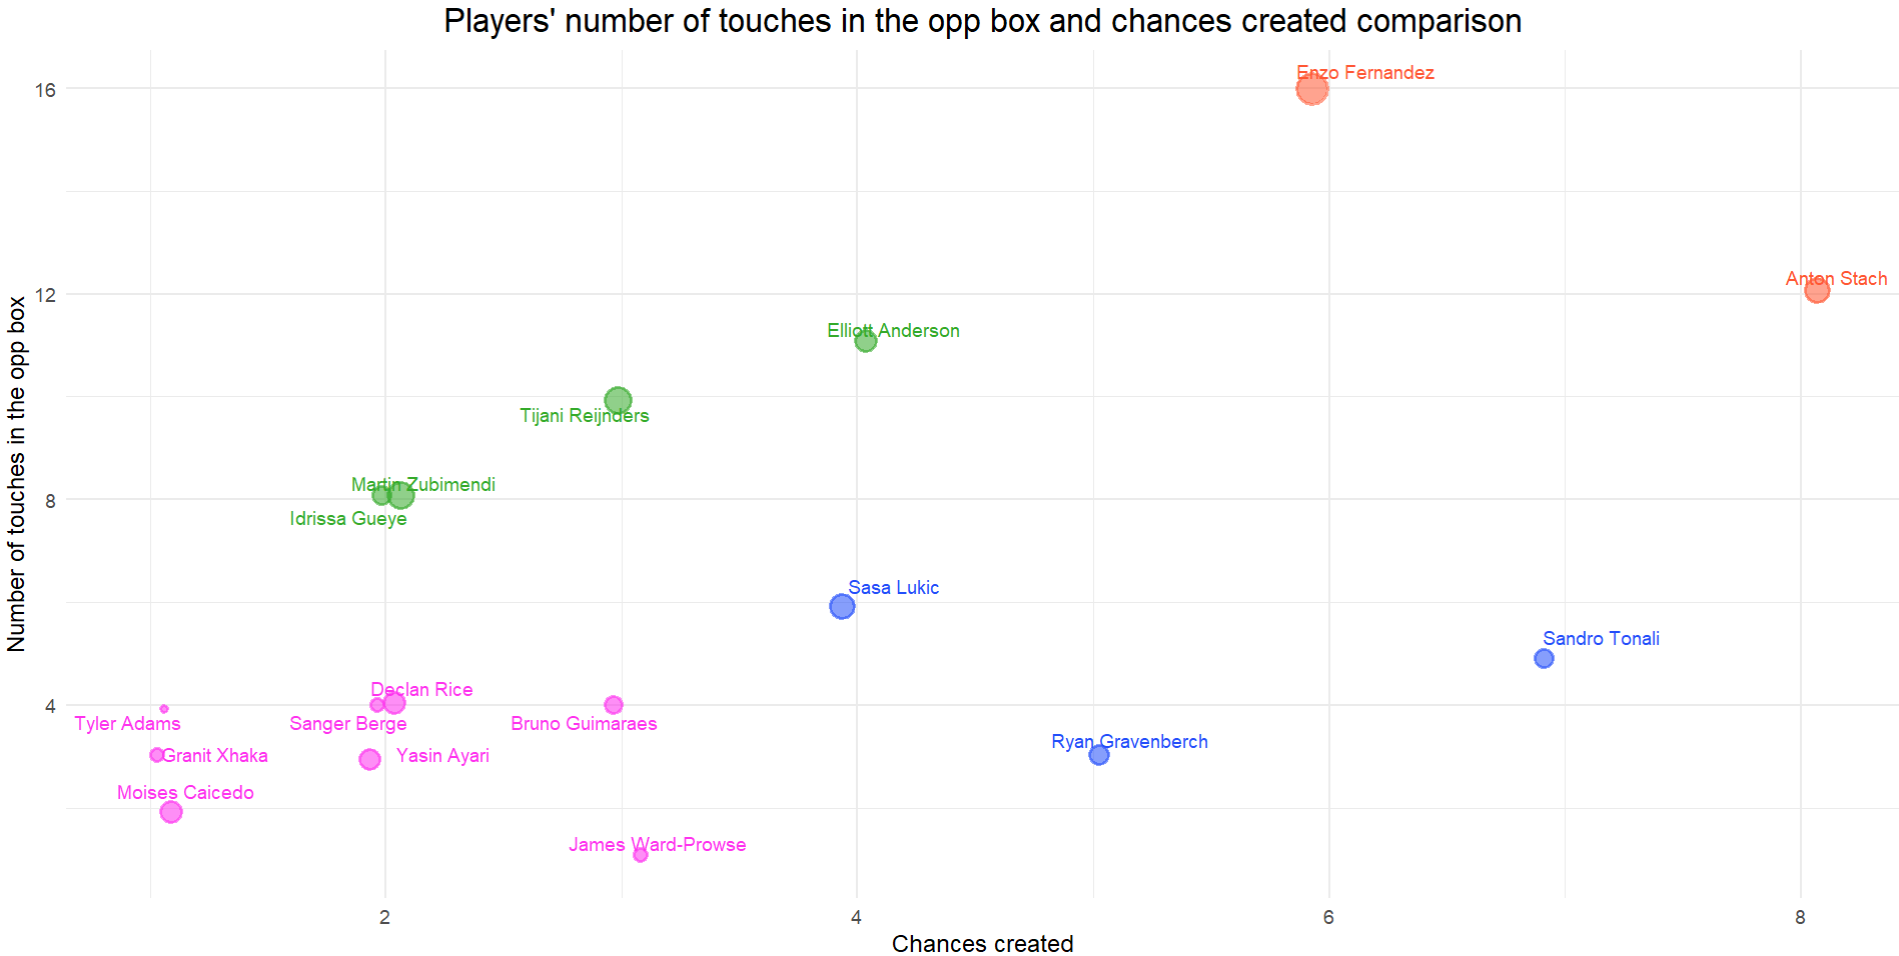 Players' number of touches in the opp box and chances created comparison
Number of touches in the opp box
16
12
8
4
Enzo Fernandez
Anton Stach
Elliott Anderson
Tijani Reijnders
Martin Zubimendi
Idrissa Gueye
Sasa Lukic
Sandro Tonali
Declan Rice
Tyler Adams
Sanger Berge
Bruno Guimaraes
Ryan Gravenberch
Granit Xhaka
Yasin Ayari
Moises Caicedo
James Ward-Prowse
2
4
6
8
Chances created